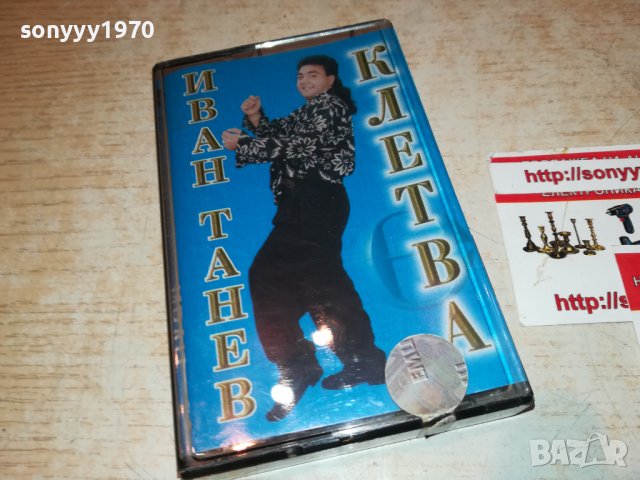 sonyyy1970
ИВАН ТАНЕВ
КЛЕТВА
http://sonyy
http://s
BAZAR